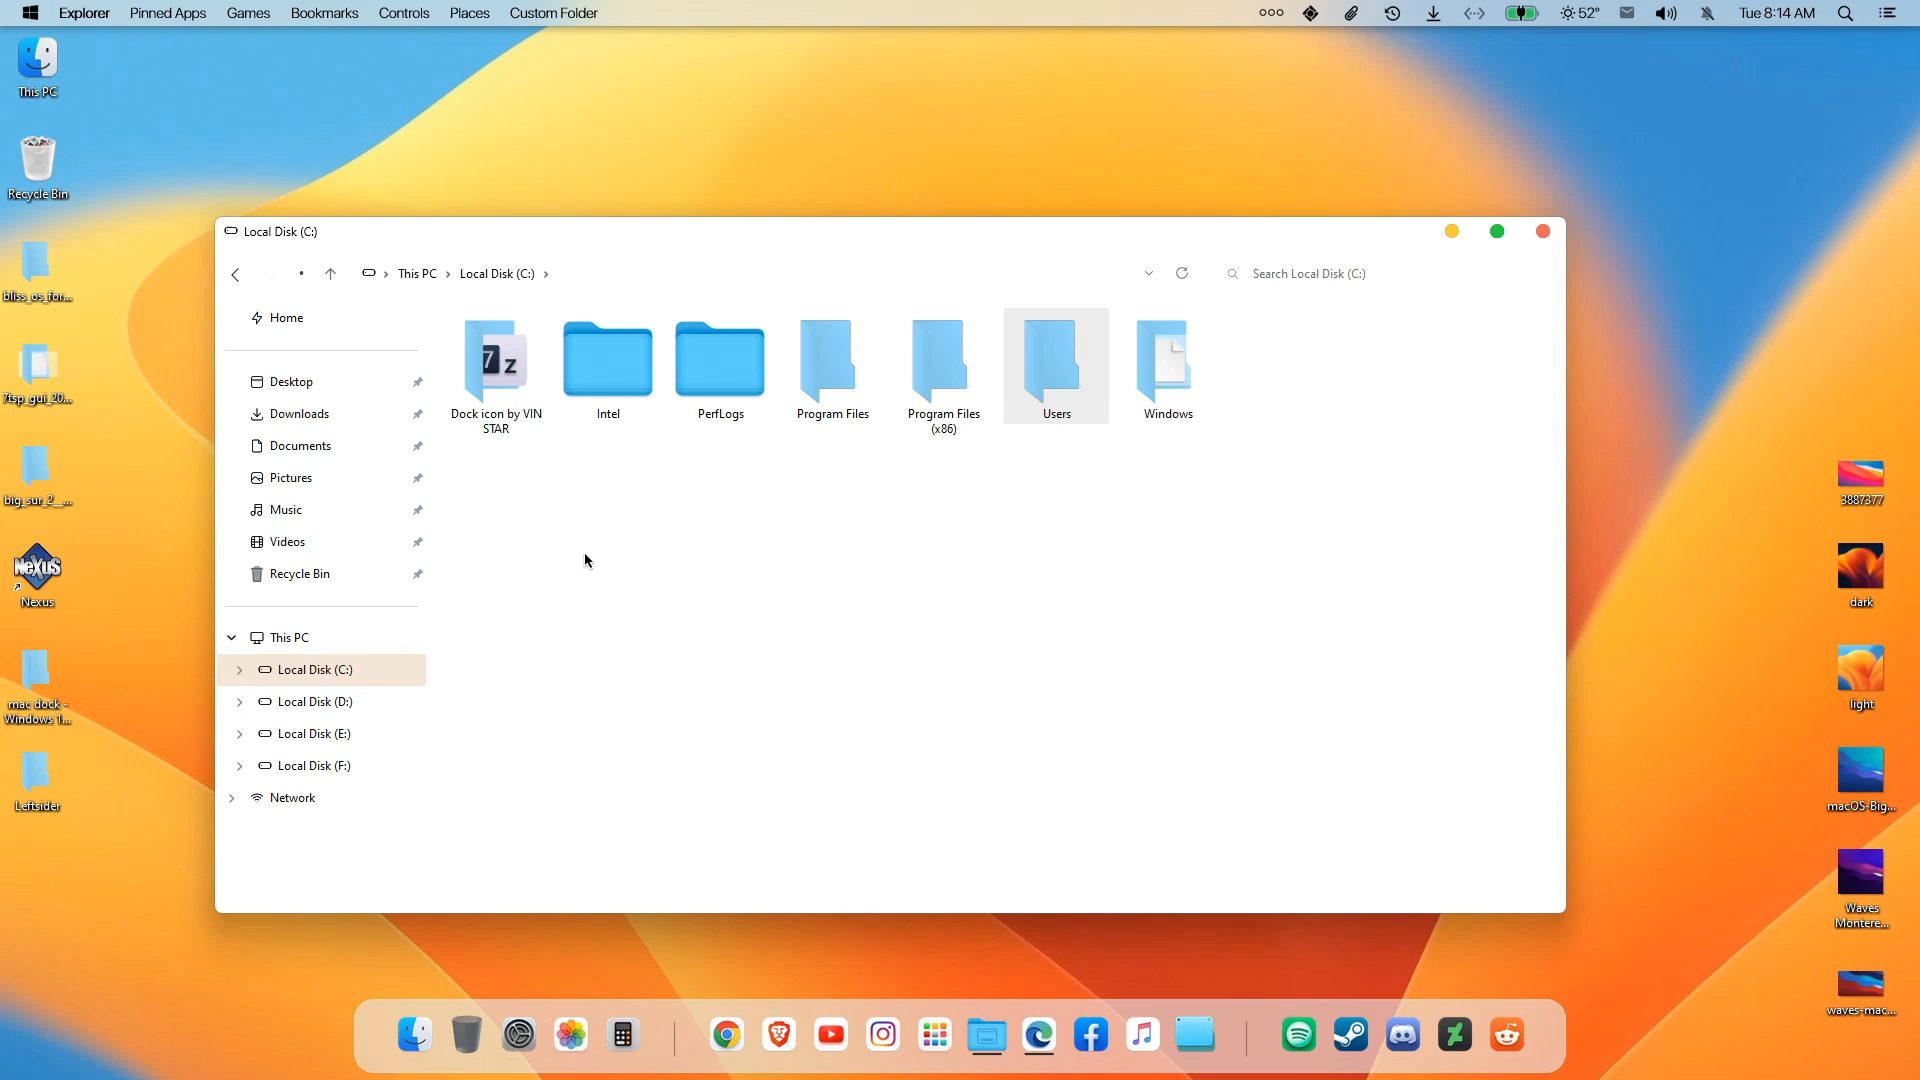 Explorer Pinned Apps Games Bookmarks Controls Places Custom Folder
52° Tue 8:14 AM
This PC
Recycle Bin
bliss_os_for...
7tsp_gui_20...
big_sur_2_...
NeXuS
Nexus
mac dock -
Windows 1...
Leftsider
Local Disk (C:)
This PC Local Disk (C:)
Search Local Disk (C:)
Home
Desktop
Downloads
Documents
Pictures
Music
Videos
Recycle Bin
This PC
Local Disk (C:)
Local Disk (D:)
Local Disk (E:)
Local Disk (F:)
Network
7z
Dock icon by VIN
STAR
Intel
PerfLogs
Program Files
Program Files
(x86)
Users
Windows
3887377
dark
light
macOS-Big...
Waves
Montere...
waves-mac...